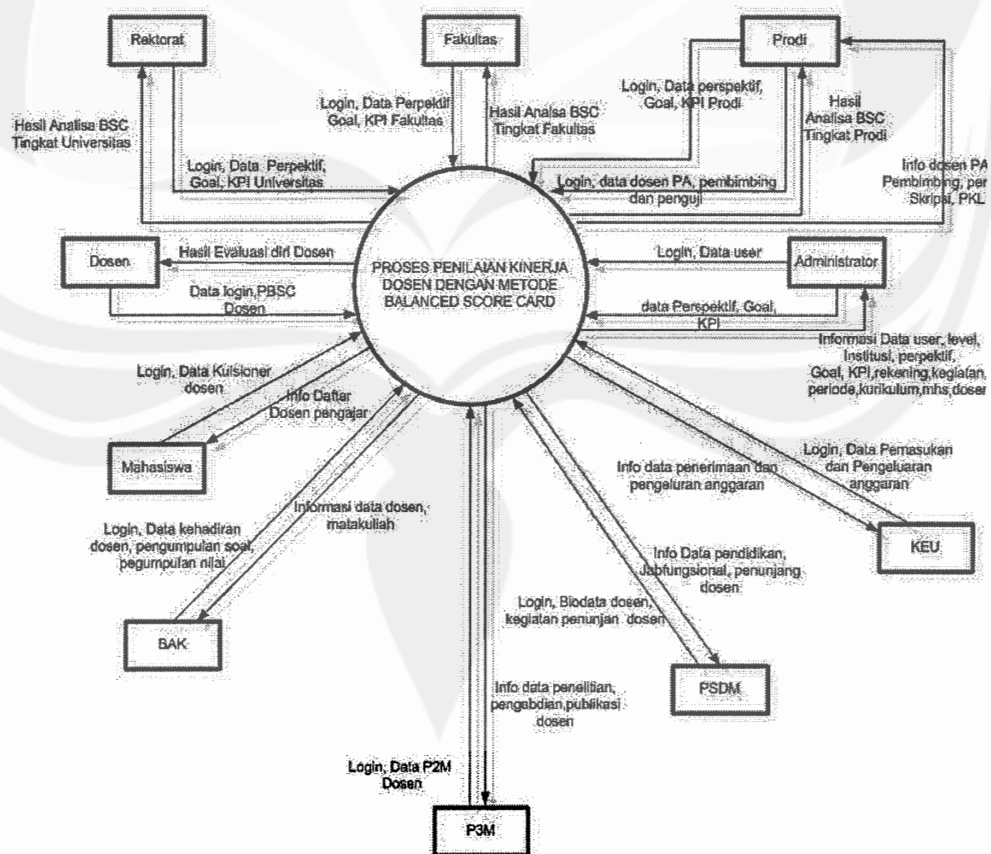 Rektorat
Fakultas
Prodi
Hasil Analisa BSC
Tingkat Universitas
Login, Data Perpektif,
Goal, KPI Universitas
Login, Data Perpektif
Goal, KPI Fakultas
Hasil Analisa BSC
Tingkat Fakultas
Login, Data perspektif,
Goal, KPI Prodi
Hasil
Analisa BSC
Tingkat Prodi
Login, data dosen PA, pembimbing
dan penguji
Info dosen PA
Pembimbing, per
Skripsi, PKL
Dosen
Hasil Evaluasi diri Dosen
Data login,PBSC
Dosen
PROSES PENILAIAN KINERJA
DOSEN DENGAN METODE
BALANCED SCORE CARD
Login, Data user
Administrator
data Perspektif, Goal,
KPI
Informasi Data user, level,
Institusi, perpektif,
Goal, KPI,rekening,kegiatan,
periode,kurikulum,mhs,doser
Login, Data Kuisioner
dosen
Info Daftar
Dosen pengajar
Mahasiswa
Login, Data kehadiran
dosen, pengumpulan soal,
pegumpulan nilai
Informasi data dosen,
matakuliah
BAK
Info data penerimaan dan
pengeluran anggaran
Login, Data Pemasukan
dan Pengeluaran
anggaran
KEU
Info Data pendidikan,
Jabfungsional, penunjang
dosen
Login, Biodata dosen,
kegiatan penunjan dosen
PSDM
Info data penelitian,
pengabdian,publikasi
dosen
Login, Data P2M
Dosen
P3M